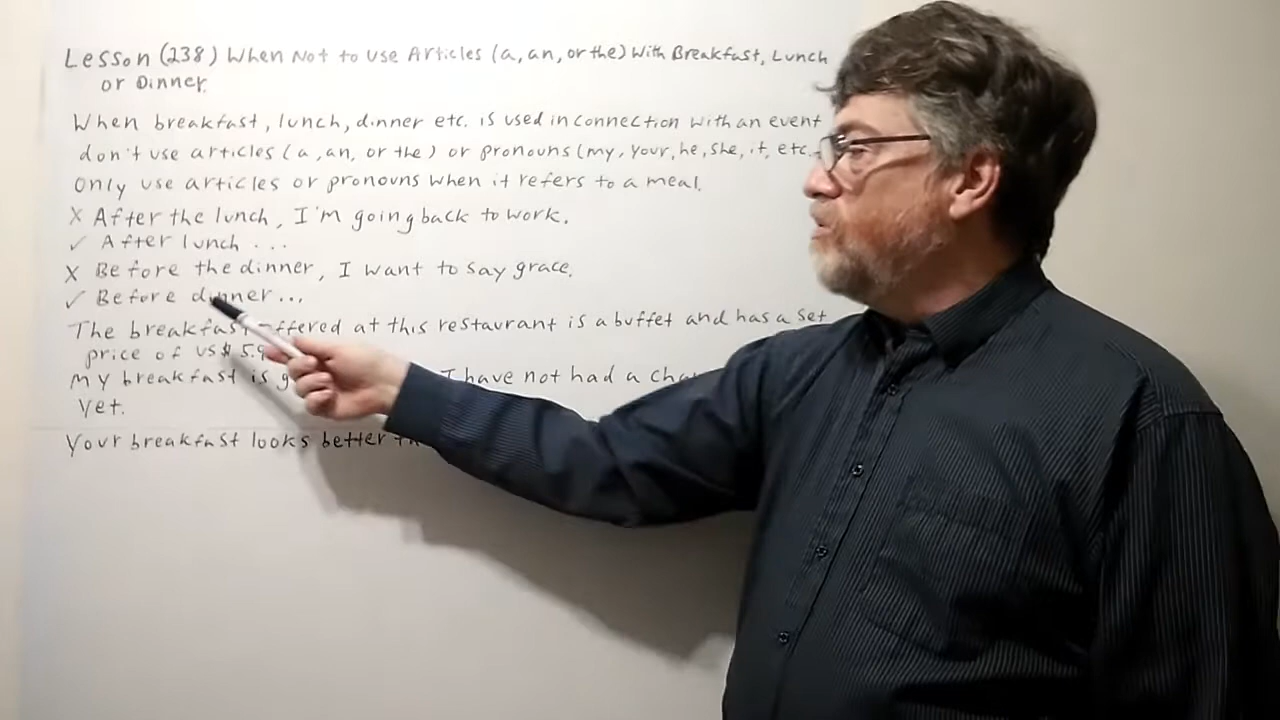 Lesson (238) When Not to use Articles (a, an, or the) With Breakfast, Lunch
or Dinner.
When breakfast, lunch, dinner etc. is used in connection with an event
don't use articles (a, an, or the) or pronouns (my, your, he, she, it, etc.
Only use articles or pronouns when it refers to a meal.
X After the lunch, I'm going back to work.
✓ After lunch ...
X Before the dinner, I want to say grace.
✓ Before dinner...
The breakfast offered at this restaurant is a buffet and has a set
price of US$ 5.9
My breakfast is I have not had a
yet.
Your breakfast looks better